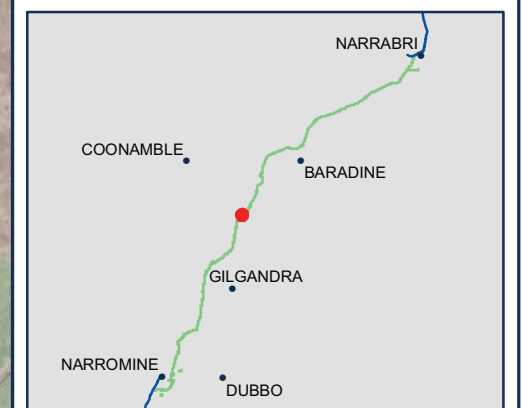 NARRABRI
COONAMBLE
BARADINE
GILGANDRA
NARROMINE
DUBBO